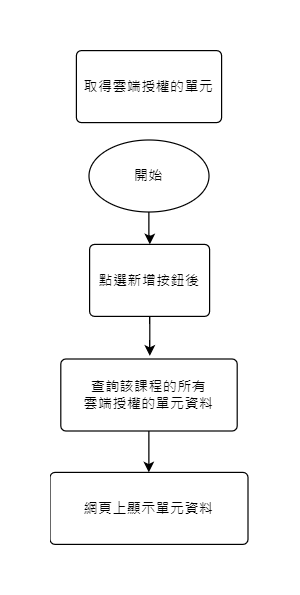 取得雲端授權的單元
開始
點選新增按鈕後
查詢該課程的所有
雲端授權的單元資料
網頁上顯示單元資料